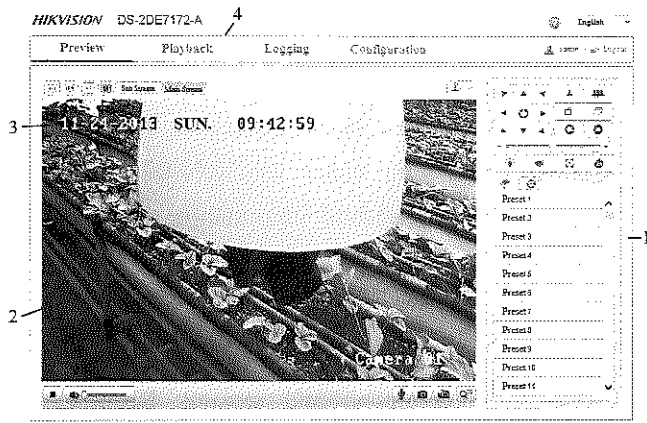 HIKVISION DS-2DE7172-A
4
English
Preview Playback Logging Configuration
Sub Stream Main Stream
3
11-24-2013 SUN. 09:42:59
Preset 1
Preset 2
Preset 3
1
Preset 4
Preset 5
2
Preset 6
Preset 7
Preset 8
Camera 01
Preset 9
Preset 10
Preset 11